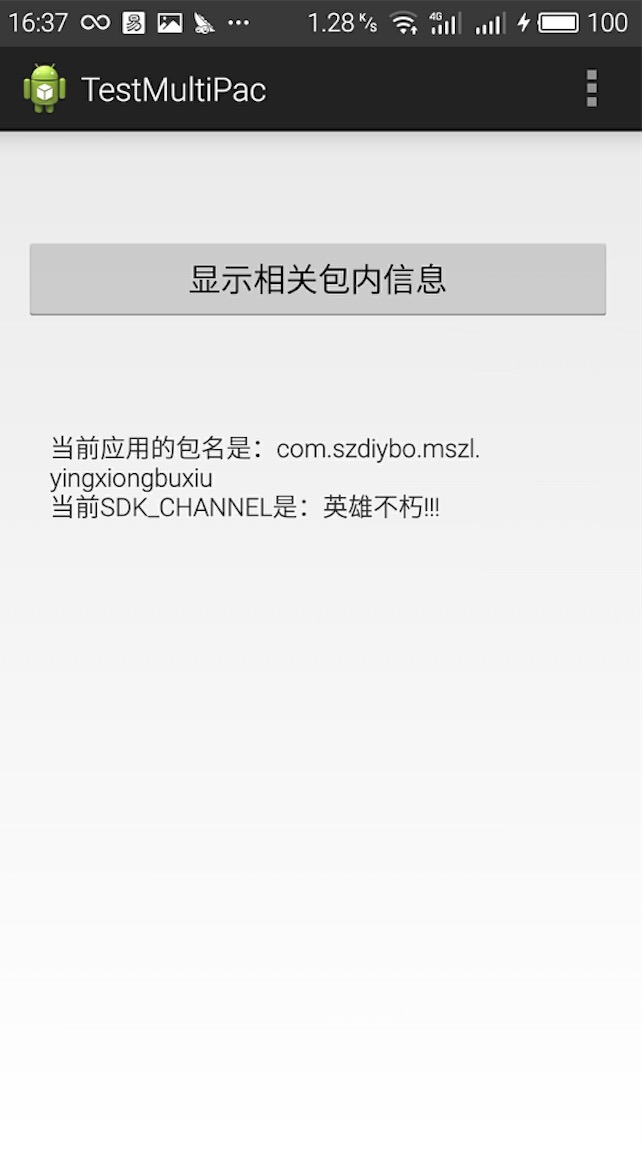 16:37 易 1.28 K/s 4G 100
TestMultiPac
显示相关包内信息
当前应用的包名是：com.szdiybo.mszl.
yingxiongbuxiu
当前SDK_CHANNEL是：英雄不朽!!!